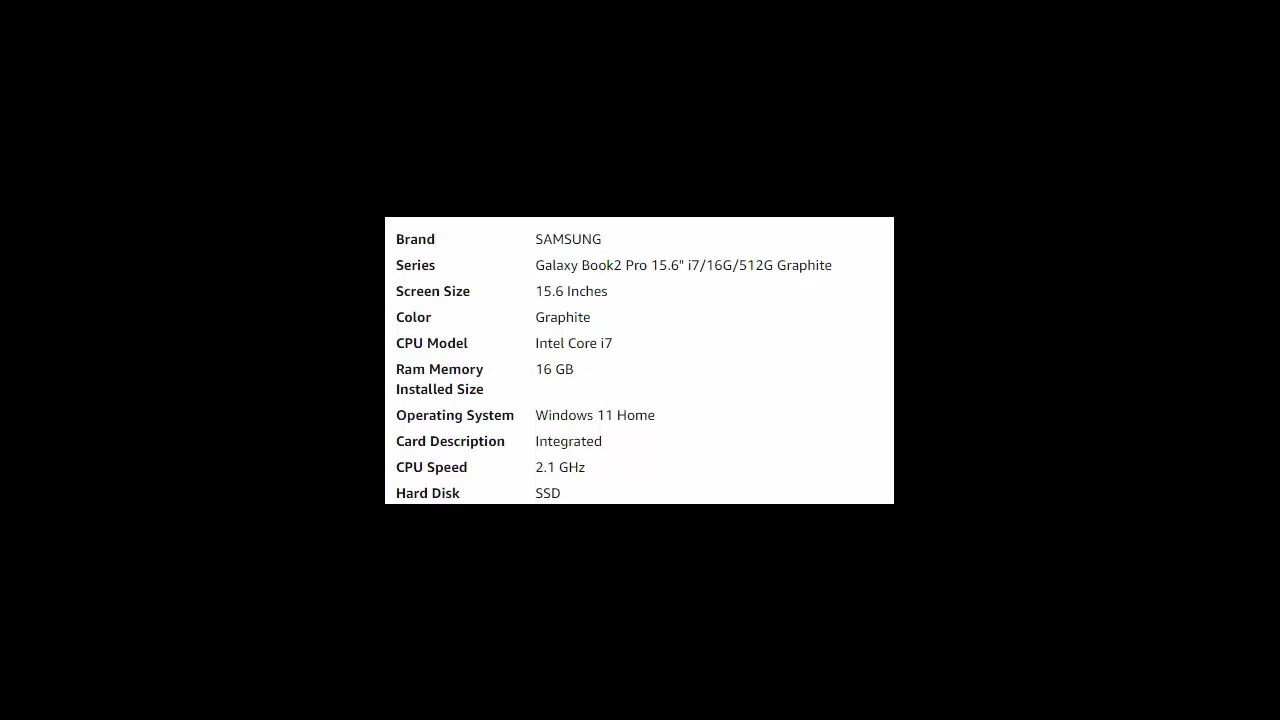 Brand SAMSUNG
Series Galaxy Book2 Pro 15.6" i7/16G/512G Graphite
Screen Size 15.6 Inches
Color Graphite
CPU Model Intel Core i7
Ram Memory 16 GB
Installed Size
Operating System Windows 11 Home
Card Description Integrated
CPU Speed 2.1 GHz
Hard Disk SSD